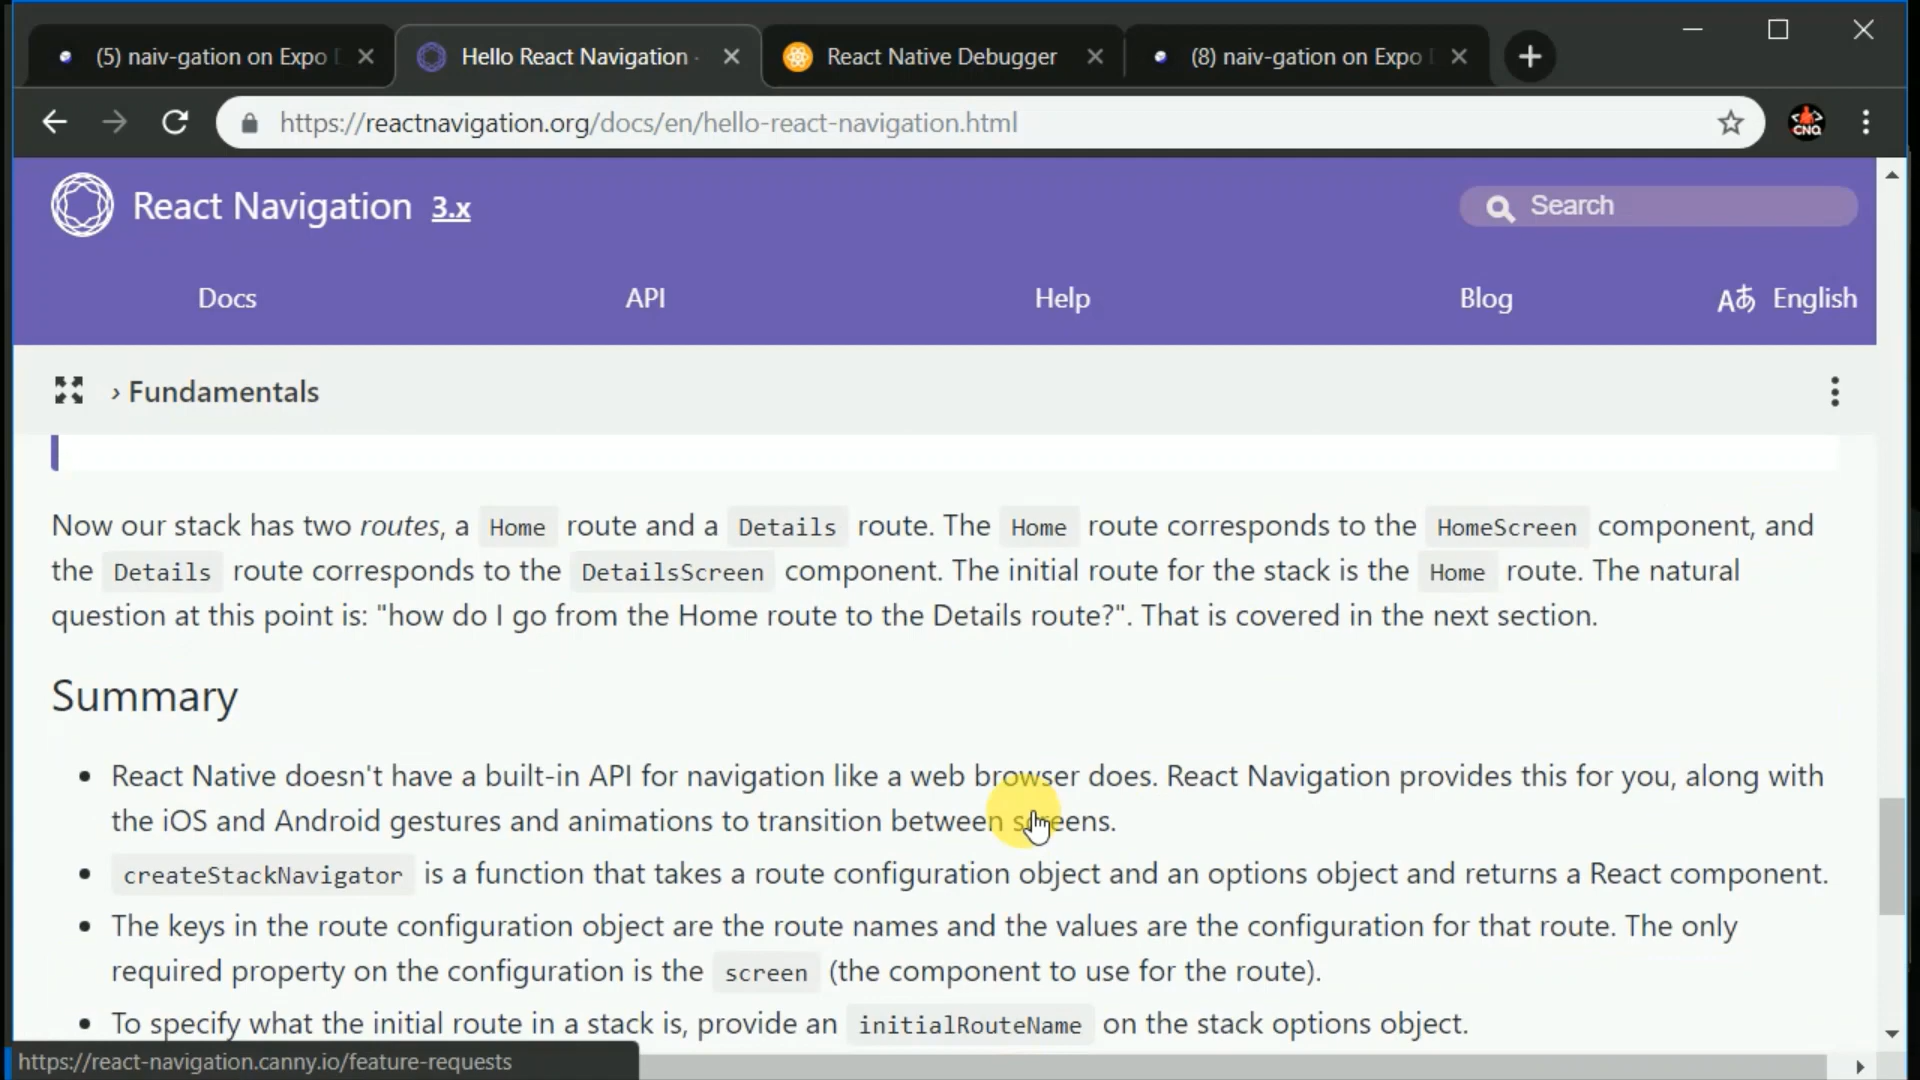 (5) naiv-gation on Expo
Hello React Navigation
React Native Debugger
(8) naiv-gation on Expo
https://reactnavigation.org/docs/en/hello-react-navigation.html
CNQ
React Navigation 3.x
Search
Docs
API
Help
Blog
Aあ English
› Fundamentals
Now our stack has two routes, a Home route and a Details route. The Home route corresponds to the HomeScreen component, and
the Details route corresponds to the DetailsScreen component. The initial route for the stack is the Home route. The natural
question at this point is: "how do I go from the Home route to the Details route?". That is covered in the next section.
Summary
• React Native doesn't have a built-in API for navigation like a web browser does. React Navigation provides this for you, along with
the iOS and Android gestures and animations to transition between screens.
• createStackNavigator is a function that takes a route configuration object and an options object and returns a React component.
• The keys in the route configuration object are the route names and the values are the configuration for that route. The only
required property on the configuration is the screen (the component to use for the route).
• To specify what the initial route in a stack is, provide an initialRouteName on the stack options object.
https://react-navigation.canny.io/feature-requests